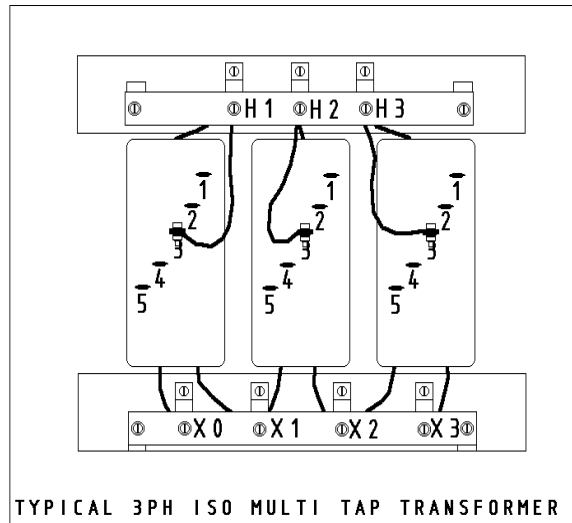 H1 H2 H3
1 1 1
2 2 2
3 3 3
4 4 4
5 5 5
X0 X1 X2 X3
TYPICAL 3PH ISO MULTI TAP TRANSFORMER